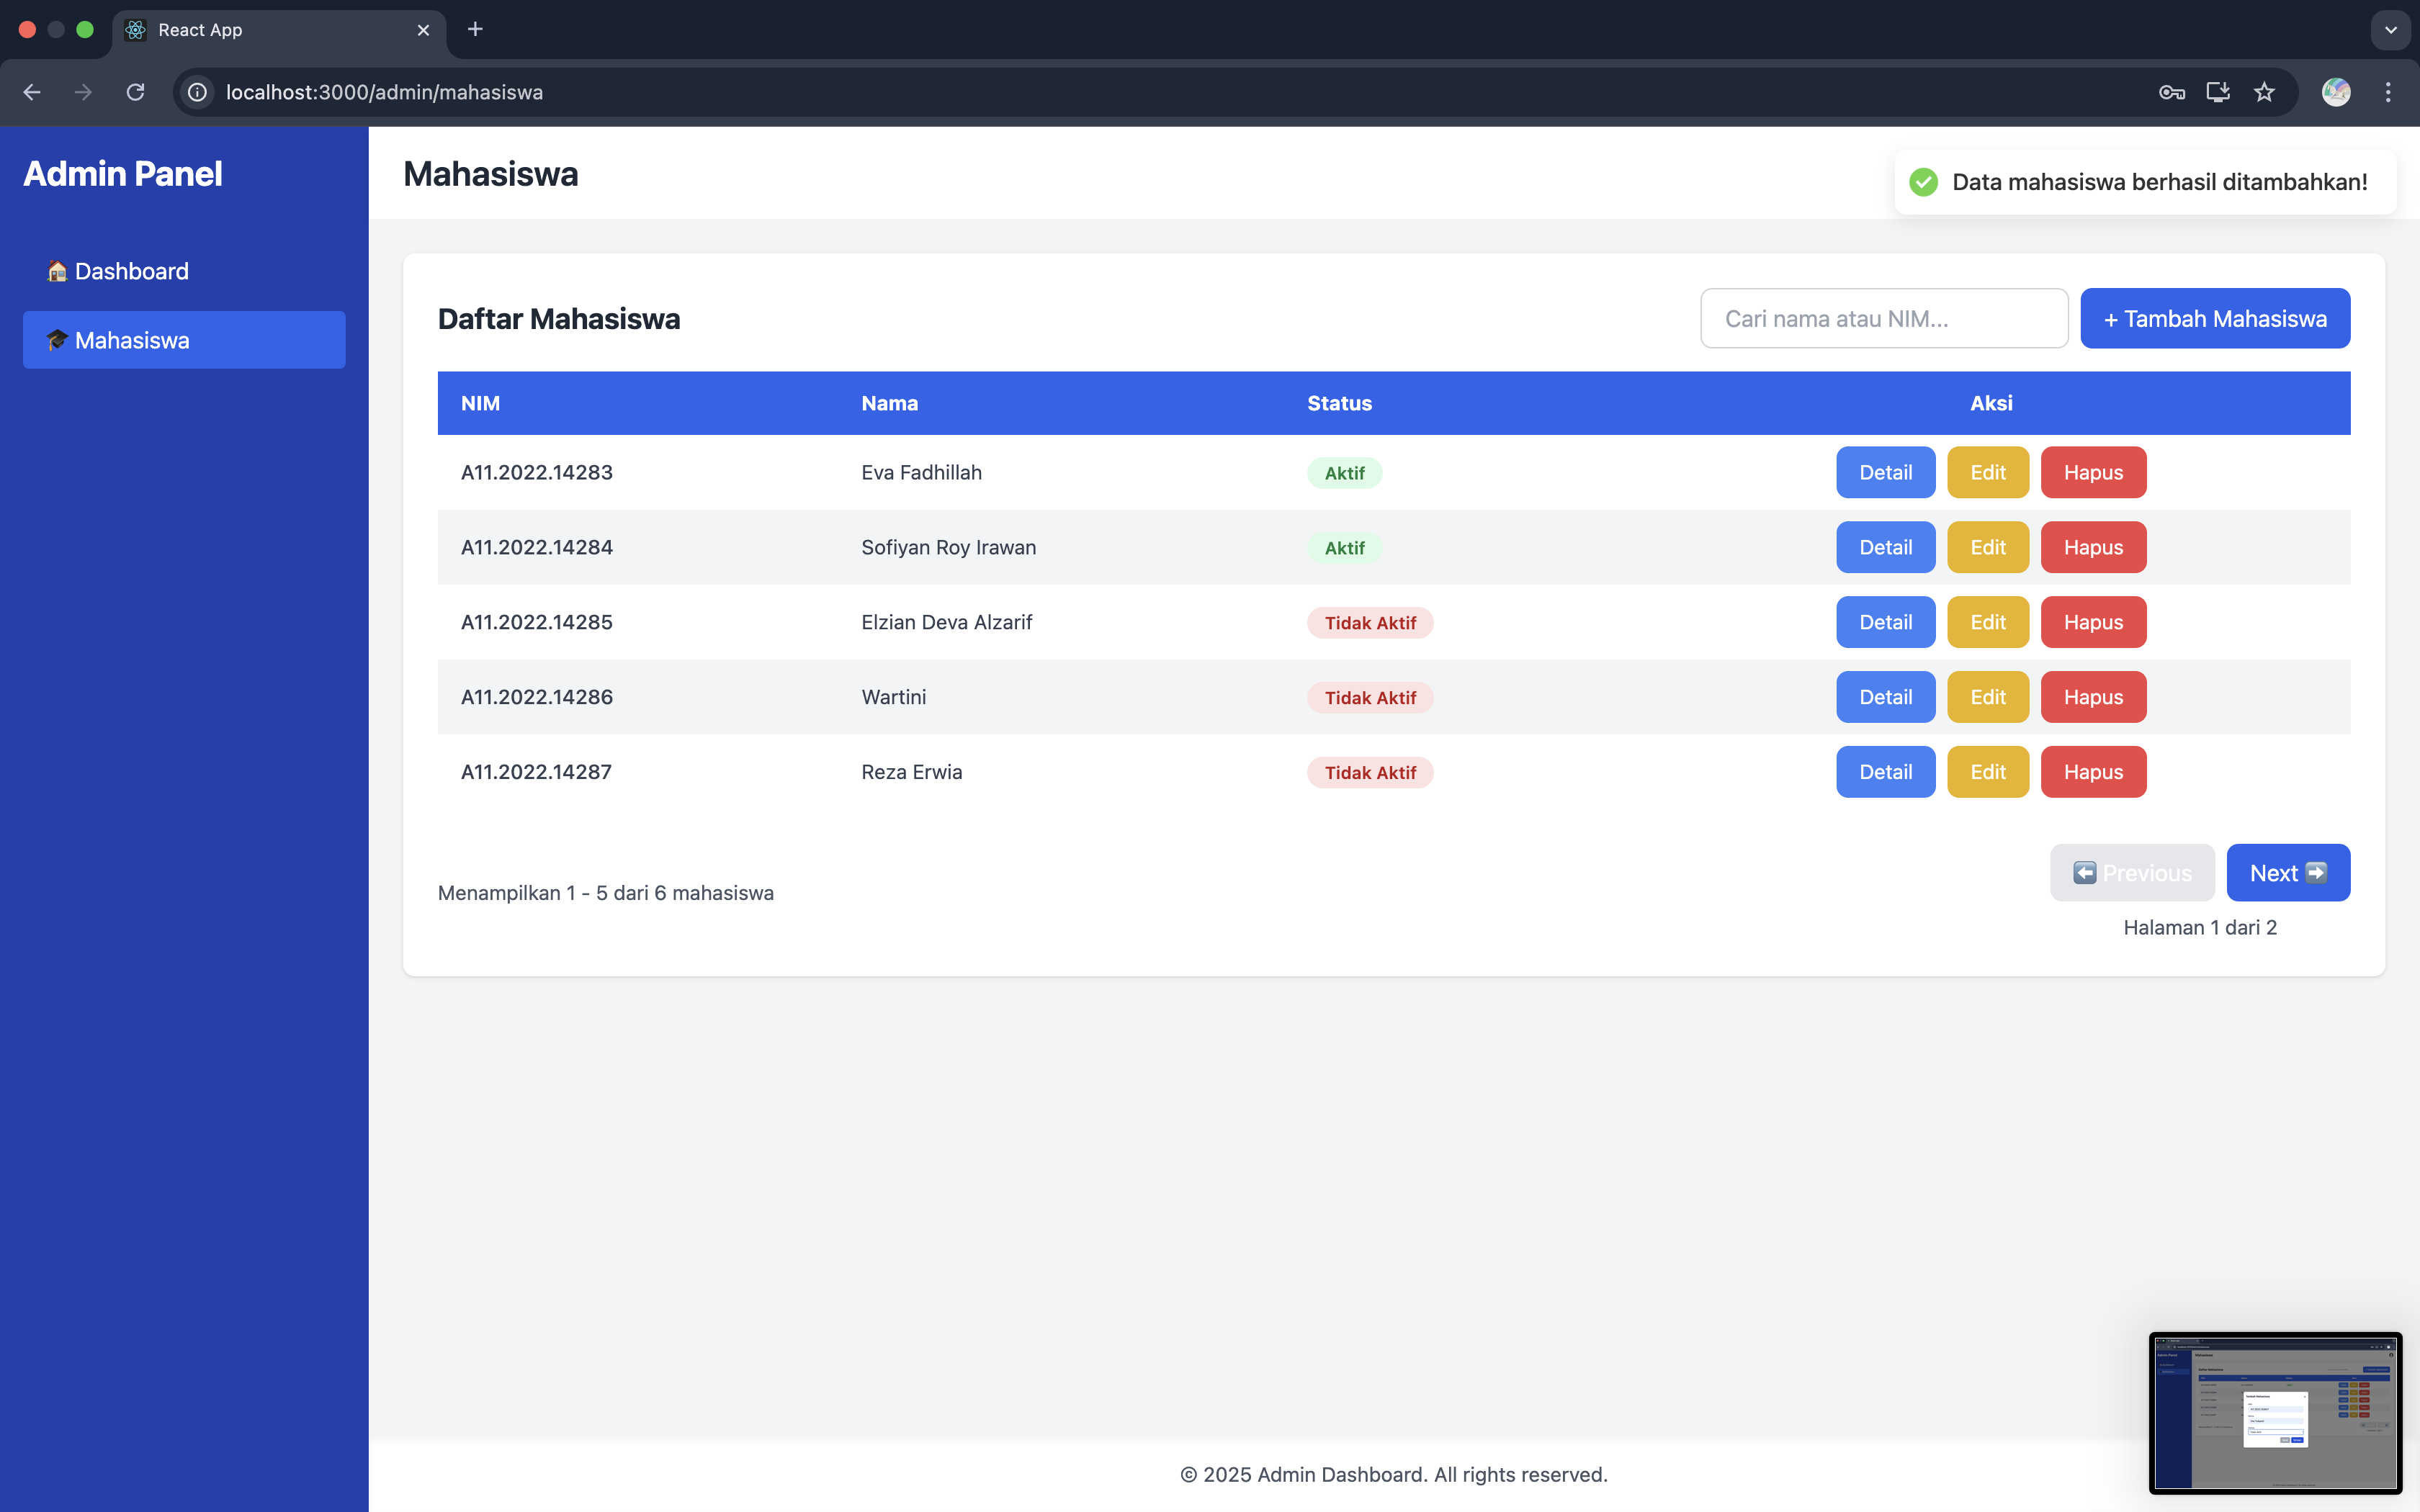 React App
localhost:3000/admin/mahasiswa
Admin Panel
Mahasiswa
Data mahasiswa berhasil ditambahkan!
Dashboard
Mahasiswa
Daftar Mahasiswa
Cari nama atau NIM...
+ Tambah Mahasiswa
NIM Nama Status Aksi
A11.2022.14283 Eva Fadhillah Aktif Detail Edit Hapus
A11.2022.14284 Sofiyan Roy Irawan Aktif Detail Edit Hapus
A11.2022.14285 Elzian Deva Alzarif Tidak Aktif Detail Edit Hapus
A11.2022.14286 Wartini Tidak Aktif Detail Edit Hapus
A11.2022.14287 Reza Erwia Tidak Aktif Detail Edit Hapus
Menampilkan 1 - 5 dari 6 mahasiswa
Previous Next
Halaman 1 dari 2
© 2025 Admin Dashboard. All rights reserved.